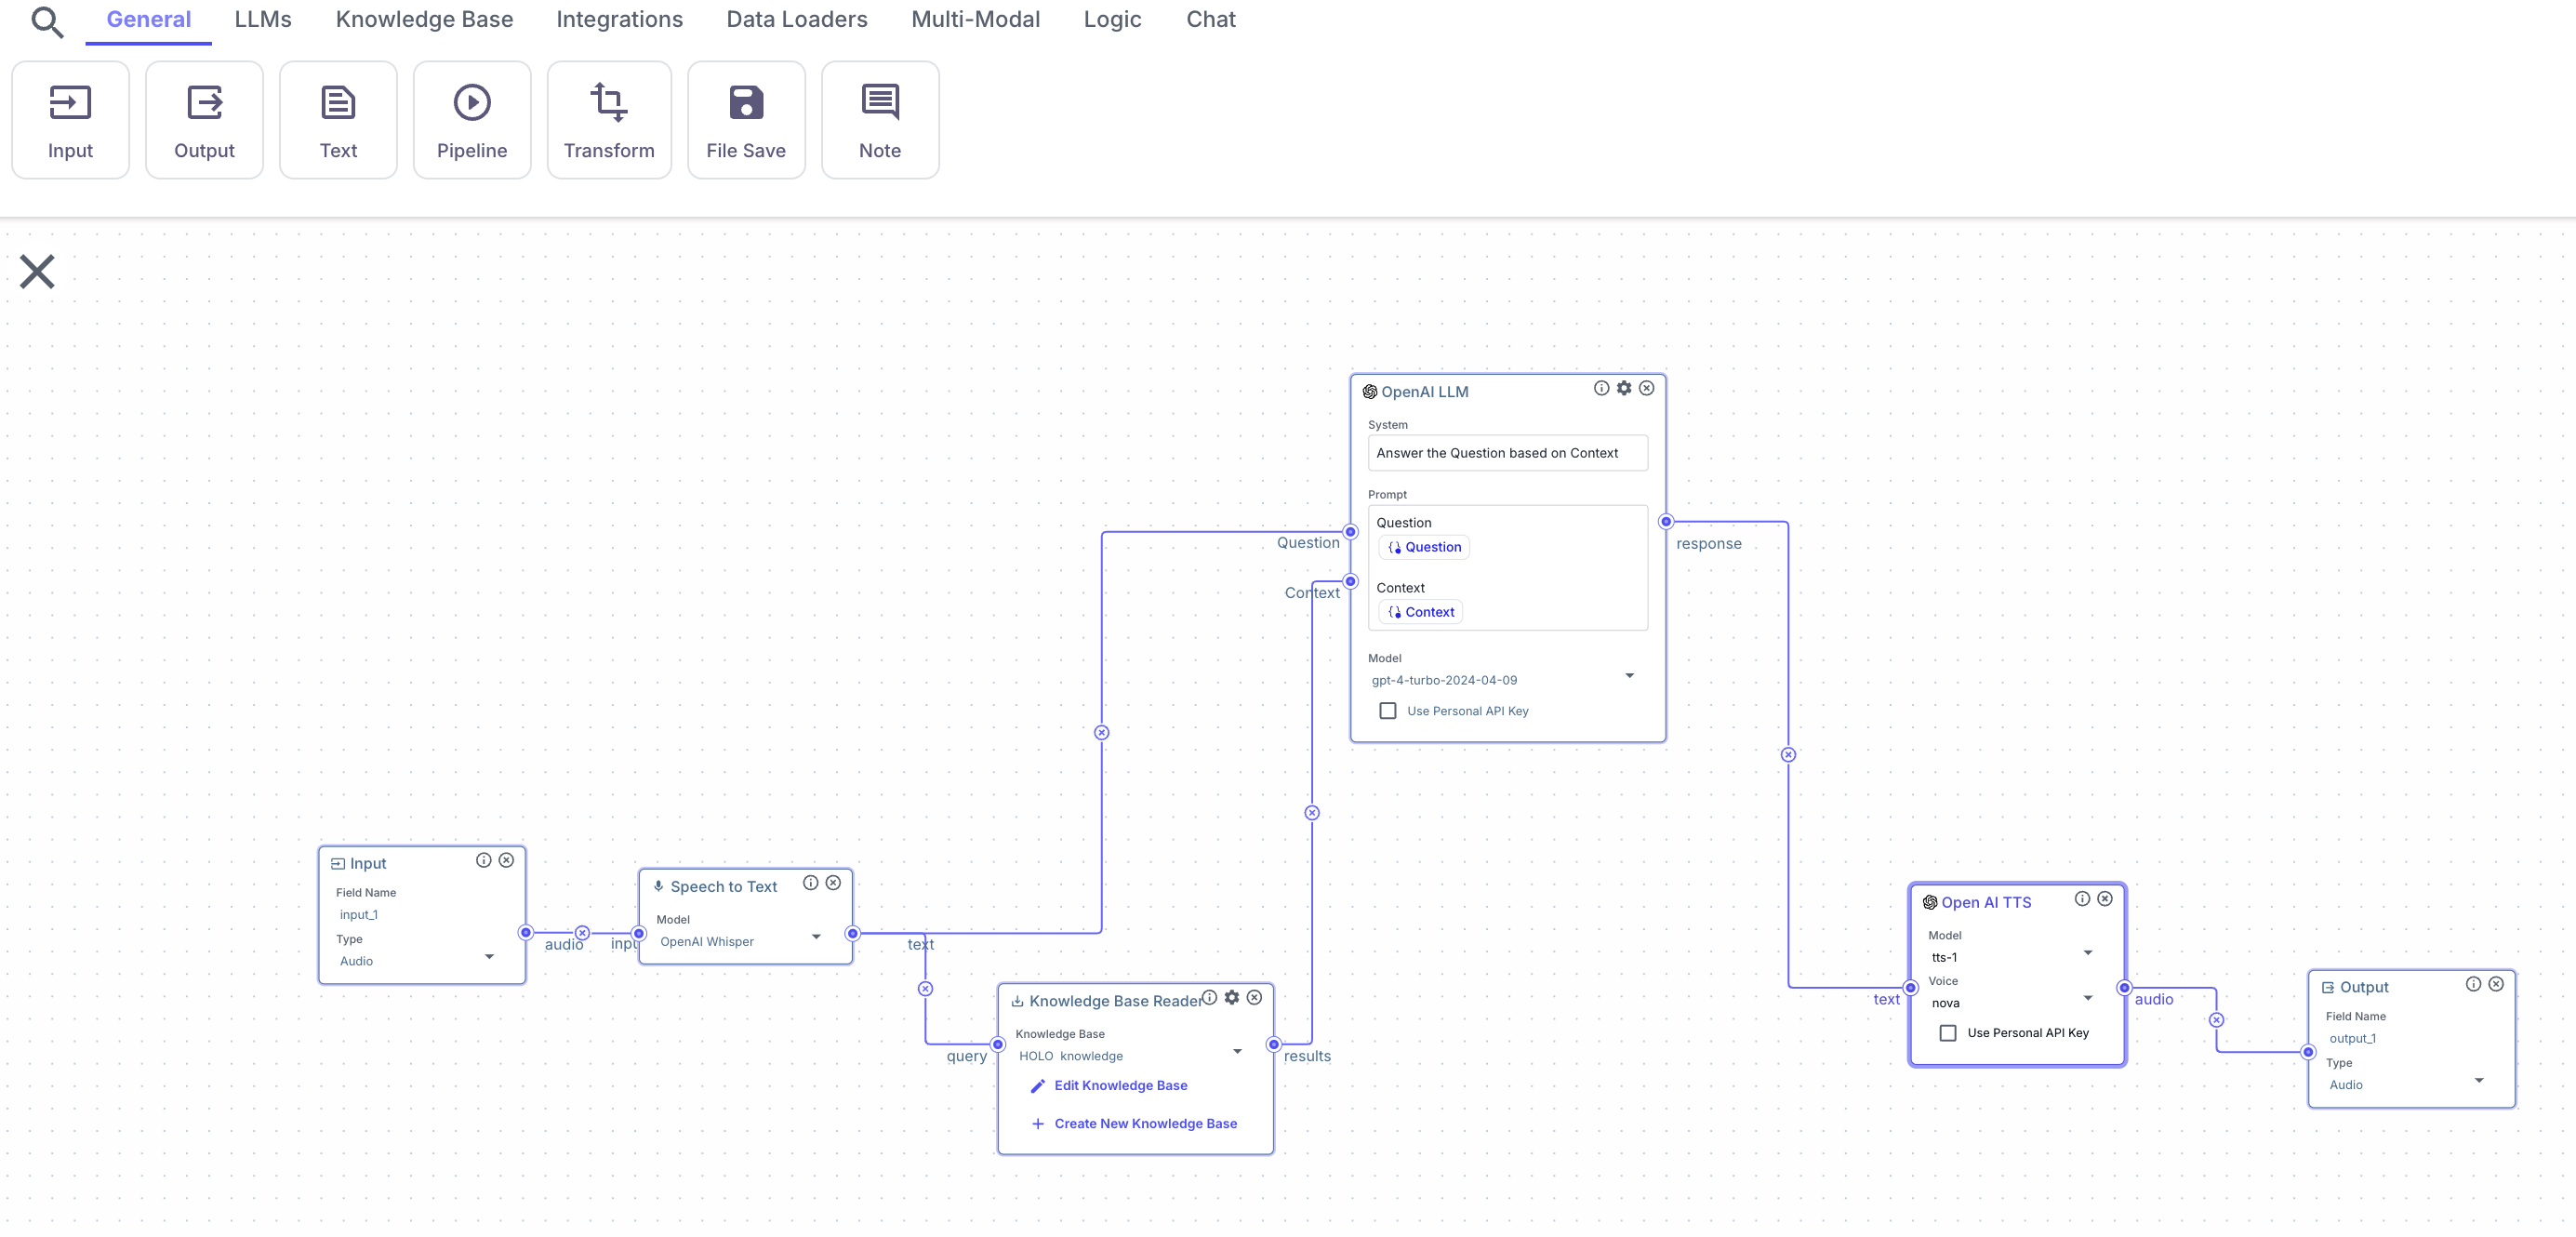 General LLMs Knowledge Base Integrations Data Loaders Multi-Modal Logic Chat
Input Output Text Pipeline Transform File Save Note
OpenAI LLM
System
Answer the Question based on Context
Prompt
Question
Question
Context
Context
Model
gpt-4-turbo-2024-04-09
Use Personal API Key
Question
Context
response
Input
Field Name
input_1
Type
Audio
audio
inpu
Speech to Text
Model
OpenAI Whisper
text
query
Knowledge Base Reader
Knowledge Base
HOLO knowledge
Edit Knowledge Base
Create New Knowledge Base
results
text
Open AI TTS
Model
tts-1
Voice
nova
Use Personal API Key
audio
Output
Field Name
output_1
Type
Audio